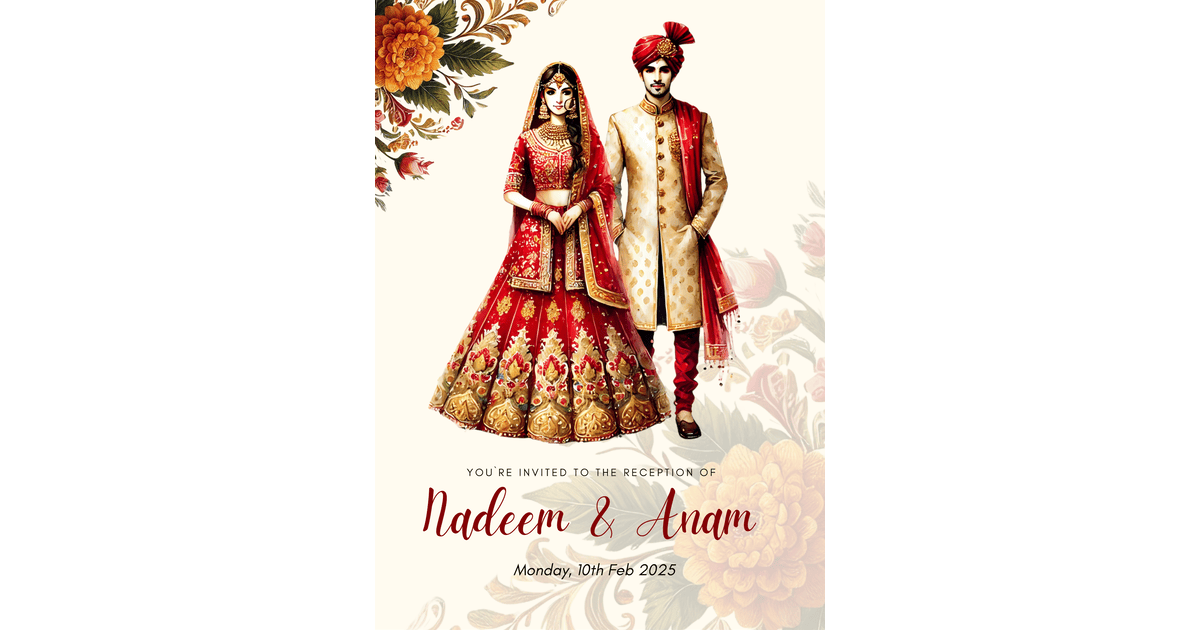 YOU`RE INVITED TO THE RECEPTION OF
Nadeem & Anam
Monday, 10th Feb 2025